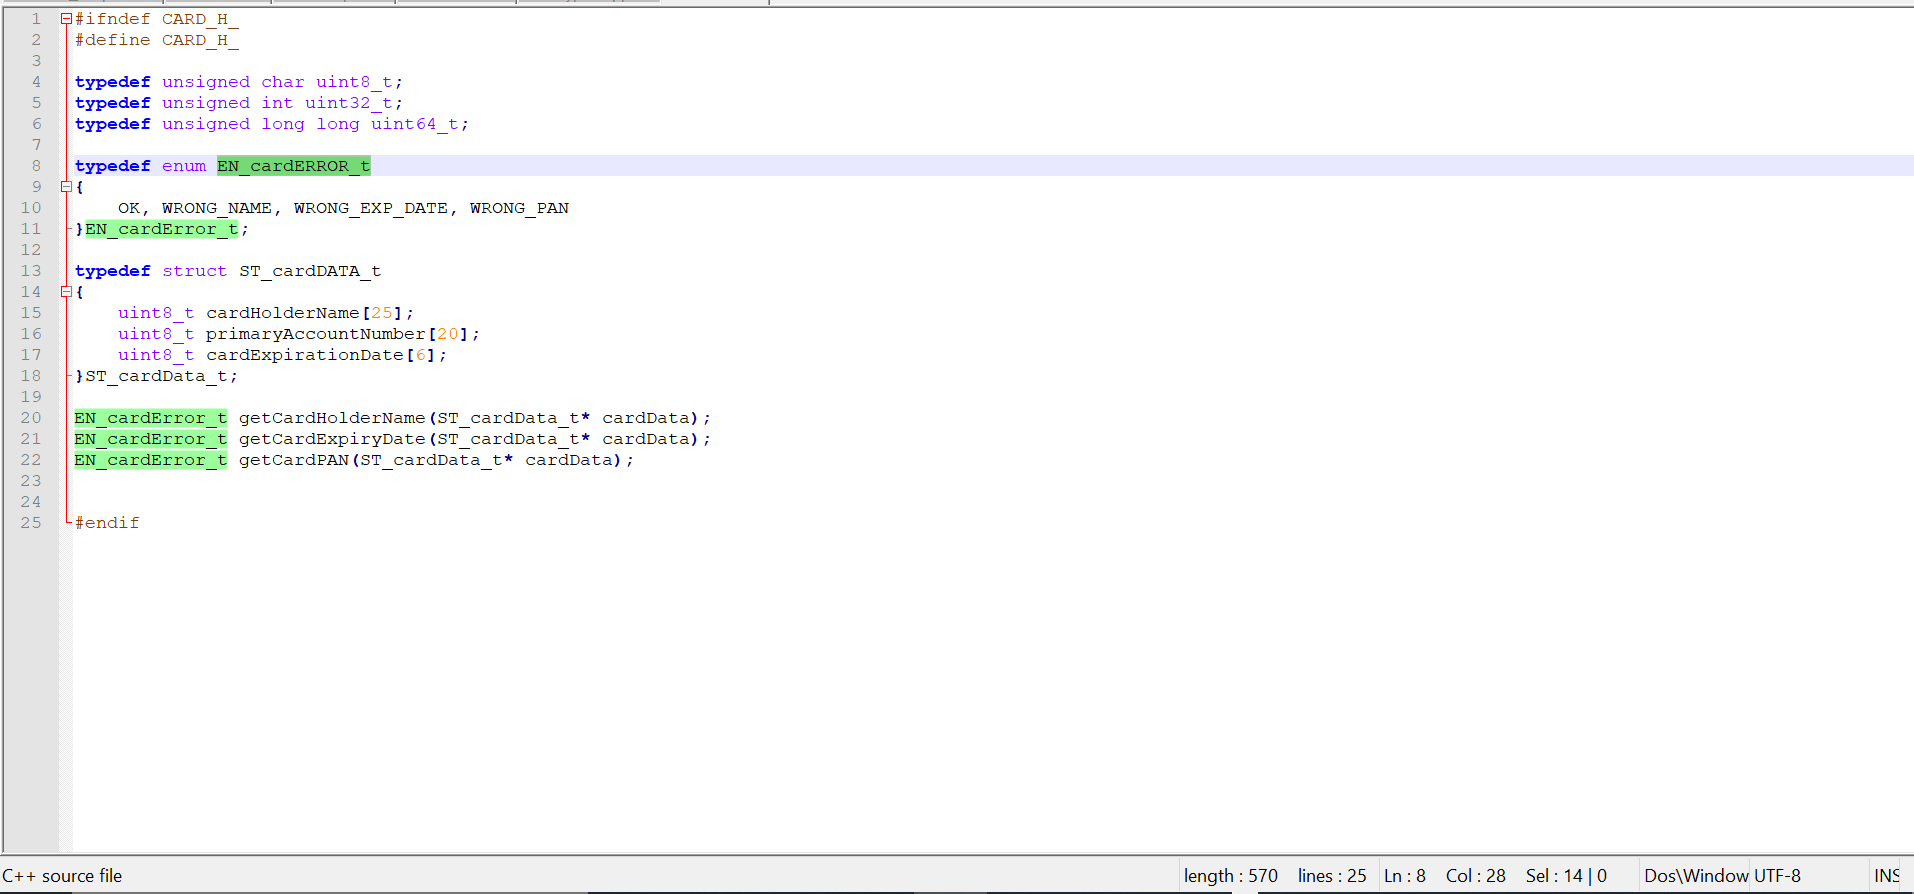 1 #ifndef CARD_H_
2 #define CARD_H_
3
4 typedef unsigned char uint8_t;
5 typedef unsigned int uint32_t;
6 typedef unsigned long long uint64_t;
7
8 typedef enum EN_cardERROR_t
9 {
10 OK, WRONG_NAME, WRONG_EXP_DATE, WRONG_PAN
11 }EN_cardError_t;
12
13 typedef struct ST_cardDATA_t
14 {
15 uint8_t cardHolderName[25];
16 uint8_t primaryAccountNumber[20];
17 uint8_t cardExpirationDate[6];
18 }ST_cardData_t;
19
20 EN_cardError_t getCardHolderName(ST_cardData_t* cardData);
21 EN_cardError_t getCardExpiryDate(ST_cardData_t* cardData);
22 EN_cardError_t getCardPAN(ST_cardData_t* cardData);
23
24
25 #endif
C++ source file length : 570 lines : 25 Ln : 8 Col : 28 Sel : 14 | 0 Dos\Window UTF-8 INS